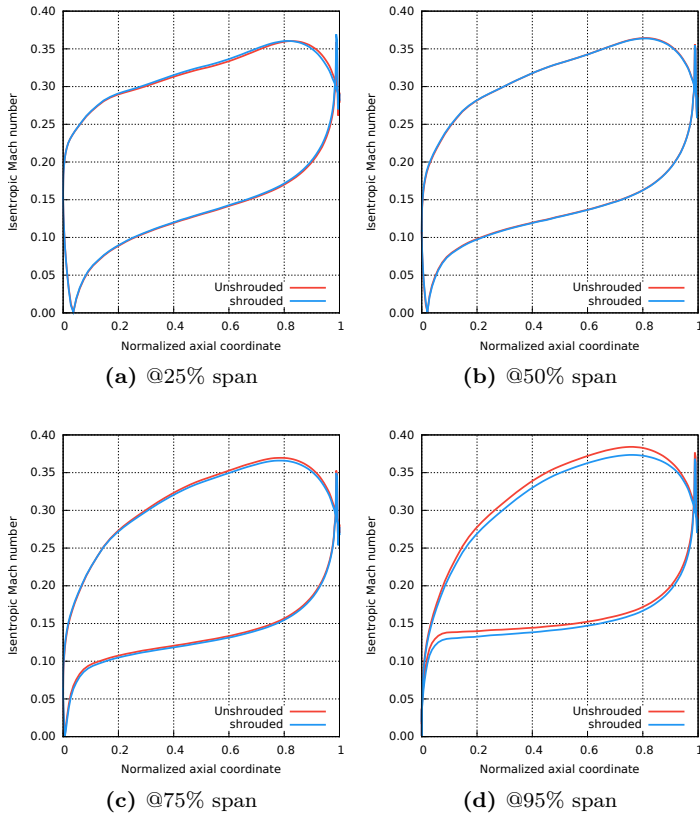 0.40
0.35
0.30
0.25
0.20
0.15
0.10
0.05
0.00
Isentropic Mach number
Unshrouded
shrouded
0 0.2 0.4 0.6 0.8 1
Normalized axial coordinate
(a) @25% span
0.40
0.35
0.30
0.25
0.20
0.15
0.10
0.05
0.00
Isentropic Mach number
Unshrouded
shrouded
0 0.2 0.4 0.6 0.8 1
Normalized axial coordinate
(b) @50% span
0.40
0.35
0.30
0.25
0.20
0.15
0.10
0.05
0.00
Isentropic Mach number
Unshrouded
shrouded
0 0.2 0.4 0.6 0.8 1
Normalized axial coordinate
(c) @75% span
0.40
0.35
0.30
0.25
0.20
0.15
0.10
0.05
0.00
Isentropic Mach number
Unshrouded
shrouded
0 0.2 0.4 0.6 0.8 1
Normalized axial coordinate
(d) @95% span